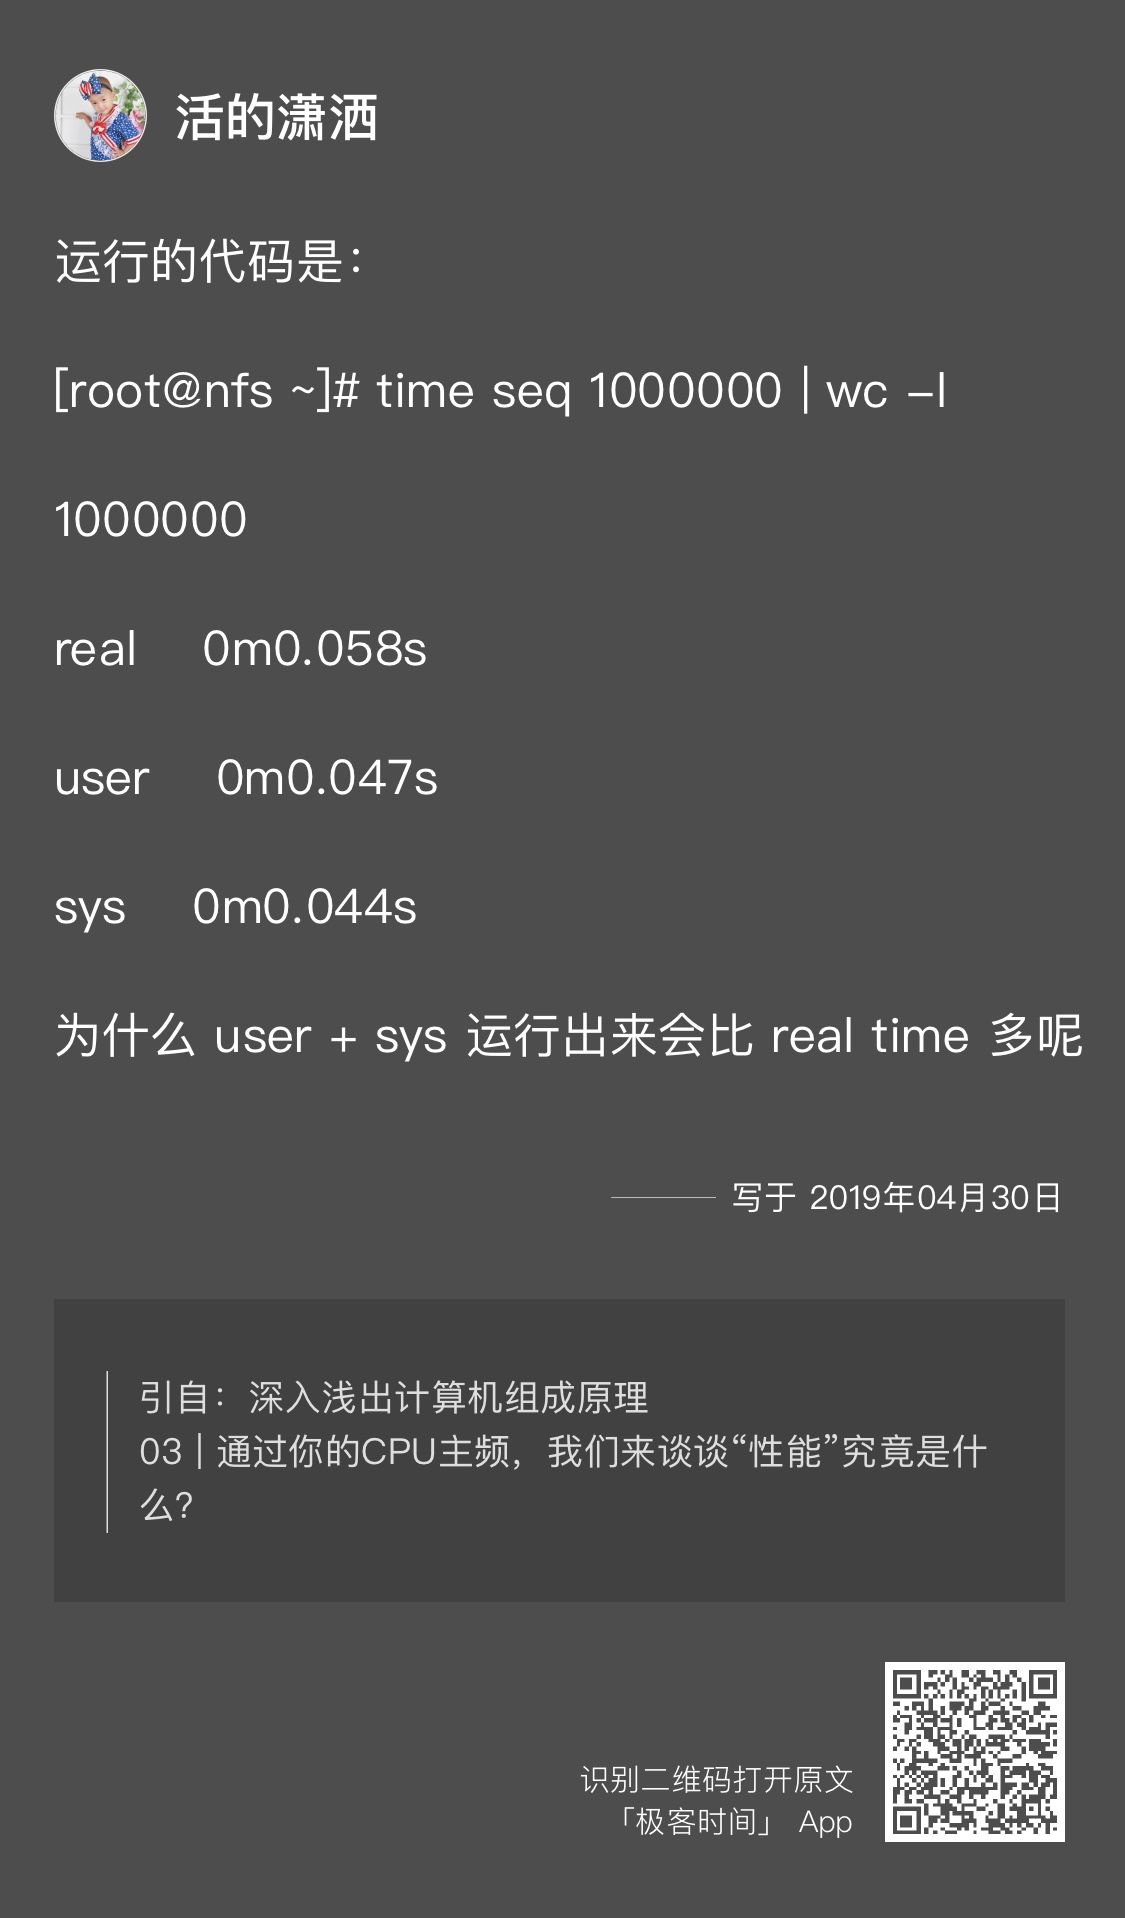 活的潇洒
运行的代码是：
[root@nfs ~]# time seq 1000000 | wc -l
1000000
real 0m0.058s
user 0m0.047s
sys 0m0.044s
为什么 user + sys 运行出来会比 real time 多呢
写于 2019年04月30日
引自：深入浅出计算机组成原理
03 | 通过你的CPU主频，我们来谈谈“性能”究竟是什
么?
识别二维码打开原文
「极客时间」 App